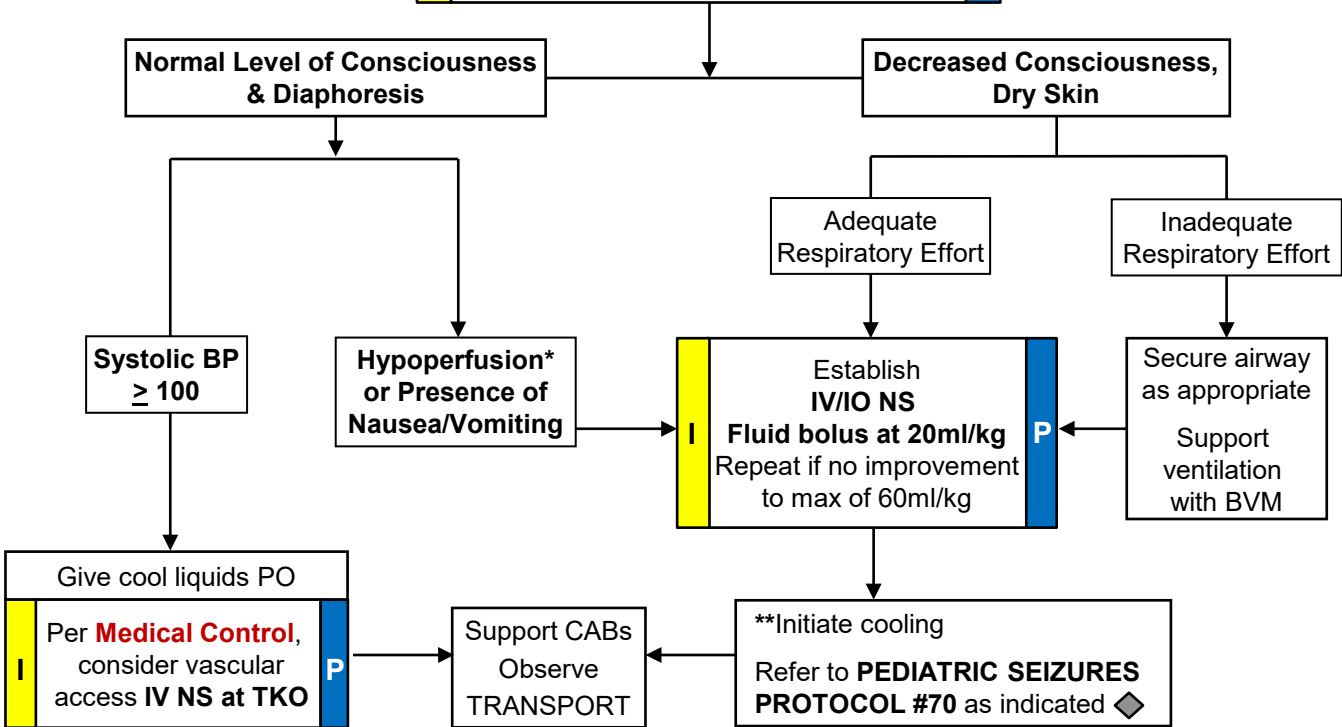 Normal Level of Consciousness
& Diaphoresis
Decreased Consciousness,
Dry Skin
Adequate
Respiratory Effort
Inadequate
Respiratory Effort
Systolic BP
≥ 100
Hypoperfusion*
or Presence of
Nausea/Vomiting
I
Establish
IV/IO NS
Fluid bolus at 20ml/kg
Repeat if no improvement
to max of 60ml/kg
P
Secure airway
as appropriate
Support
ventilation
with BVM
Give cool liquids PO
I
Per Medical Control,
consider vascular
access IV NS at TKO
P
Support CABs
Observe
TRANSPORT
**Initiate cooling
Refer to PEDIATRIC SEIZURES
PROTOCOL #70 as indicated